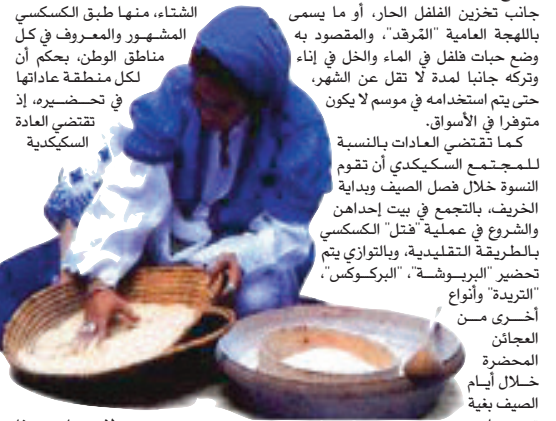 جانب تخزين الفلفل الحار، أو ما يسمى
باللهجة العامية "المُرقد"، والمقصود به
وضع حبات فلفل في الماء والخل في إناء
وتركه جانبا لمدة لا تقل عن الشهر،
حتى يتم استخدامه في موسم لا يكون
متوفرا في الأسواق.
كما تقتضي العادات بالنسبة
للمجتمع السكيكدي أن تقوم
النسوة خلال فصل الصيف وبداية
الخريف، بالتجمع في بيت إحداهن
والشروع في عملية "فتل" الكسكسي
بالطريقة التقليدية، وبالتوازي يتم
تحضير "البربوشة"، "البركوكس"،
"التريدة" وأنواع
أخرى من
العجائن
المحضرة
خلال أيام
الصيف بغية
الشتاء، منها طبق الكسكسي
المشهور والمعروف في كل
مناطق الوطن، بحكم أن
لكل منطقة عاداتها
في تحضيره، إذ
تقتضي العادة
السكيكدية